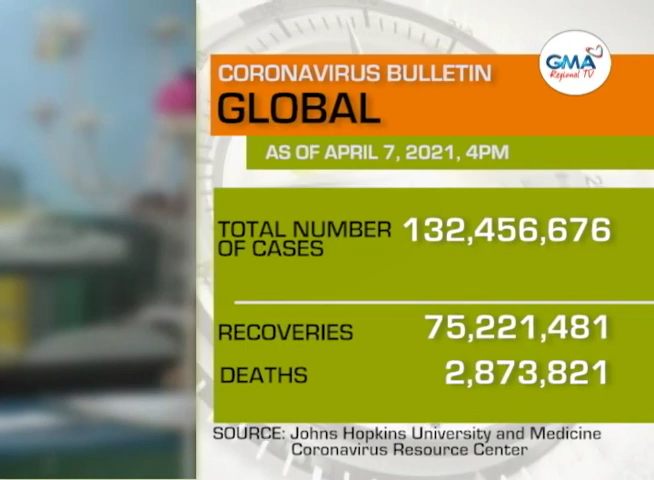 GMA
Regional TV
CORONAVIRUS BULLETIN
GLOBAL
AS OF APRIL 7, 2021, 4PM
TOTAL NUMBER OF CASES 132,456,676
RECOVERIES 75,221,481
DEATHS 2,873,821
SOURCE: Johns Hopkins University and Medicine
Coronavirus Resource Center